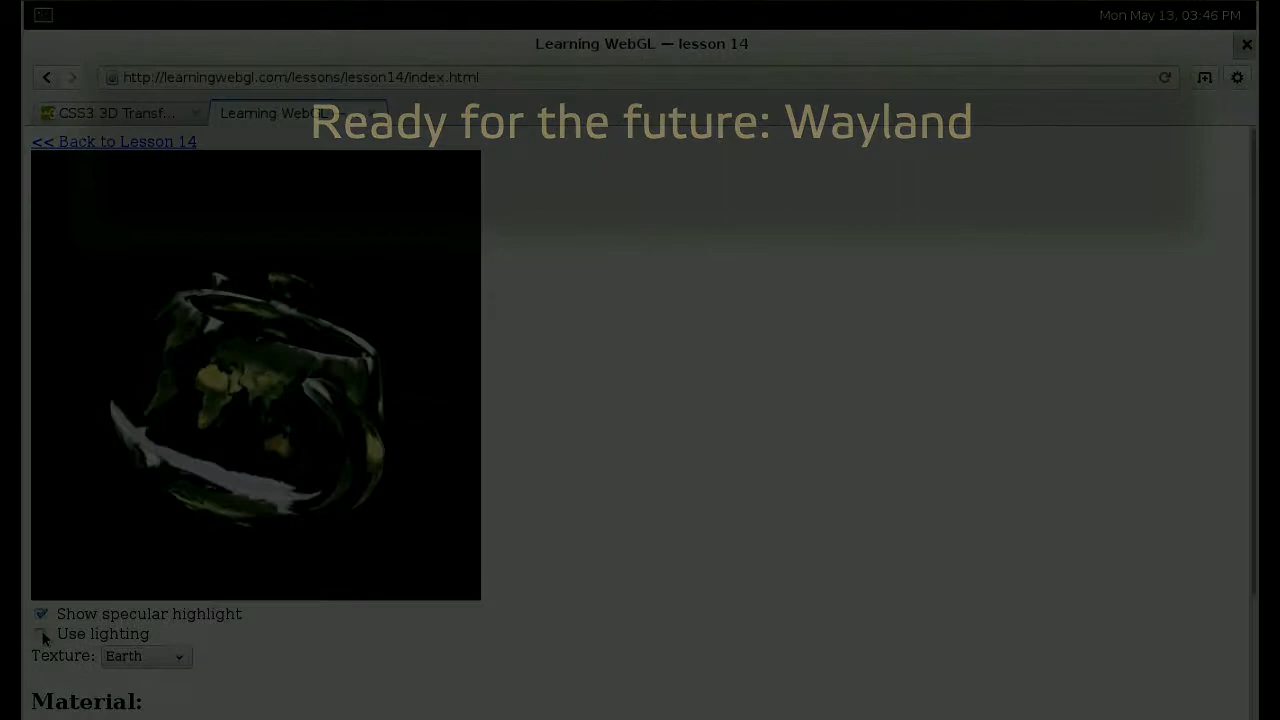 Mon May 13, 03:46 PM
Learning WebGL — lesson 14
http://learningwebgl.com/lessons/lesson14/index.html
CSS3 3D Transf...
Learning WebGL —
Ready for the future: Wayland
<< Back to Lesson 14
Show specular highlight
Use lighting
Texture: Earth
Material: